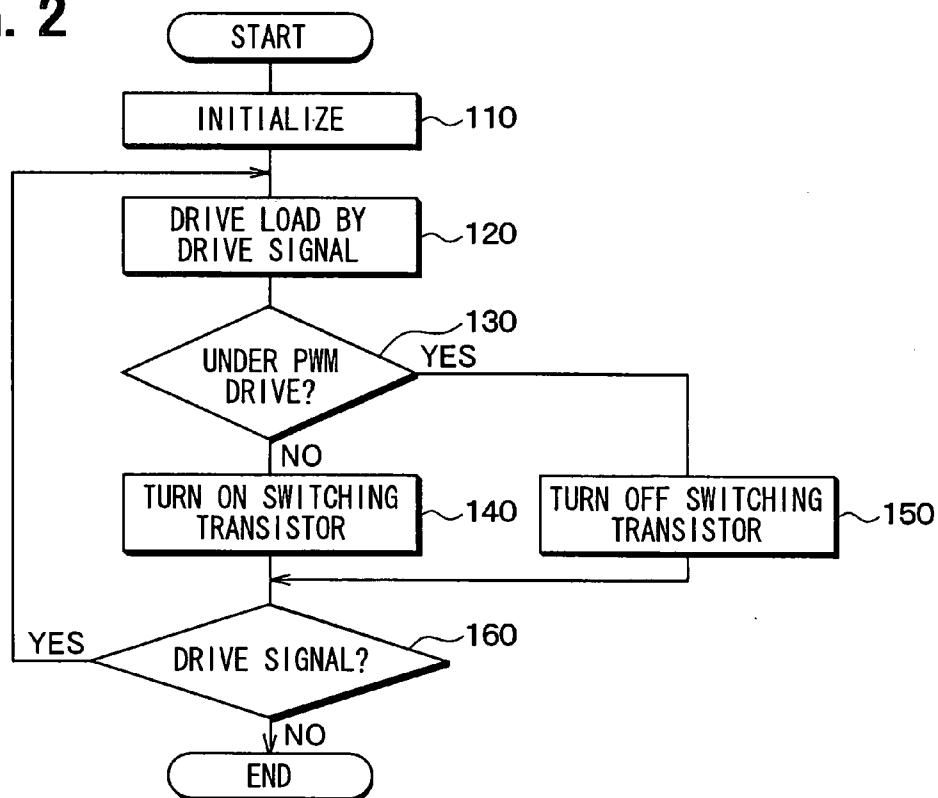 . 2
START
INITIALIZE
110
DRIVE LOAD BY
DRIVE SIGNAL
120
130
UNDER PWM
DRIVE?
YES
NO
TURN ON SWITCHING
TRANSISTOR
140
TURN OFF SWITCHING
TRANSISTOR
150
160
YES
DRIVE SIGNAL?
NO
END